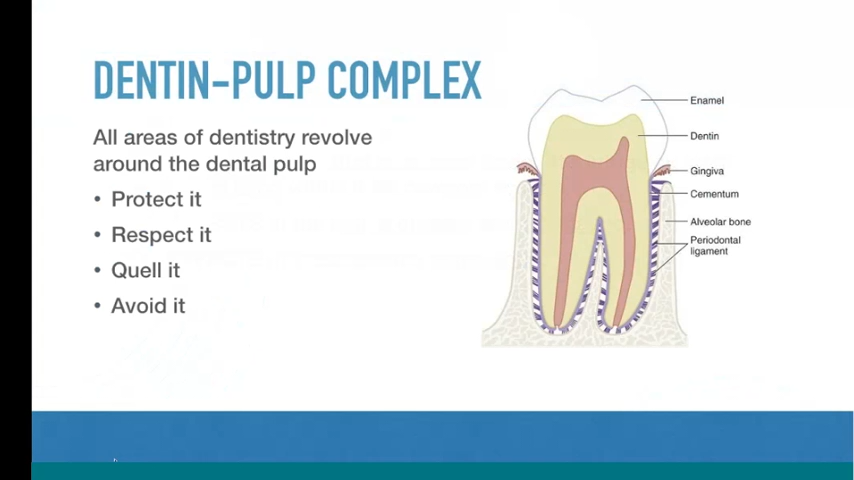 DENTIN-PULP COMPLEX
All areas of dentistry revolve
around the dental pulp
• Protect it
• Respect it
• Quell it
• Avoid it
Enamel
Dentin
Gingiva
Cementum
Alveolar bone
Periodontal
ligament